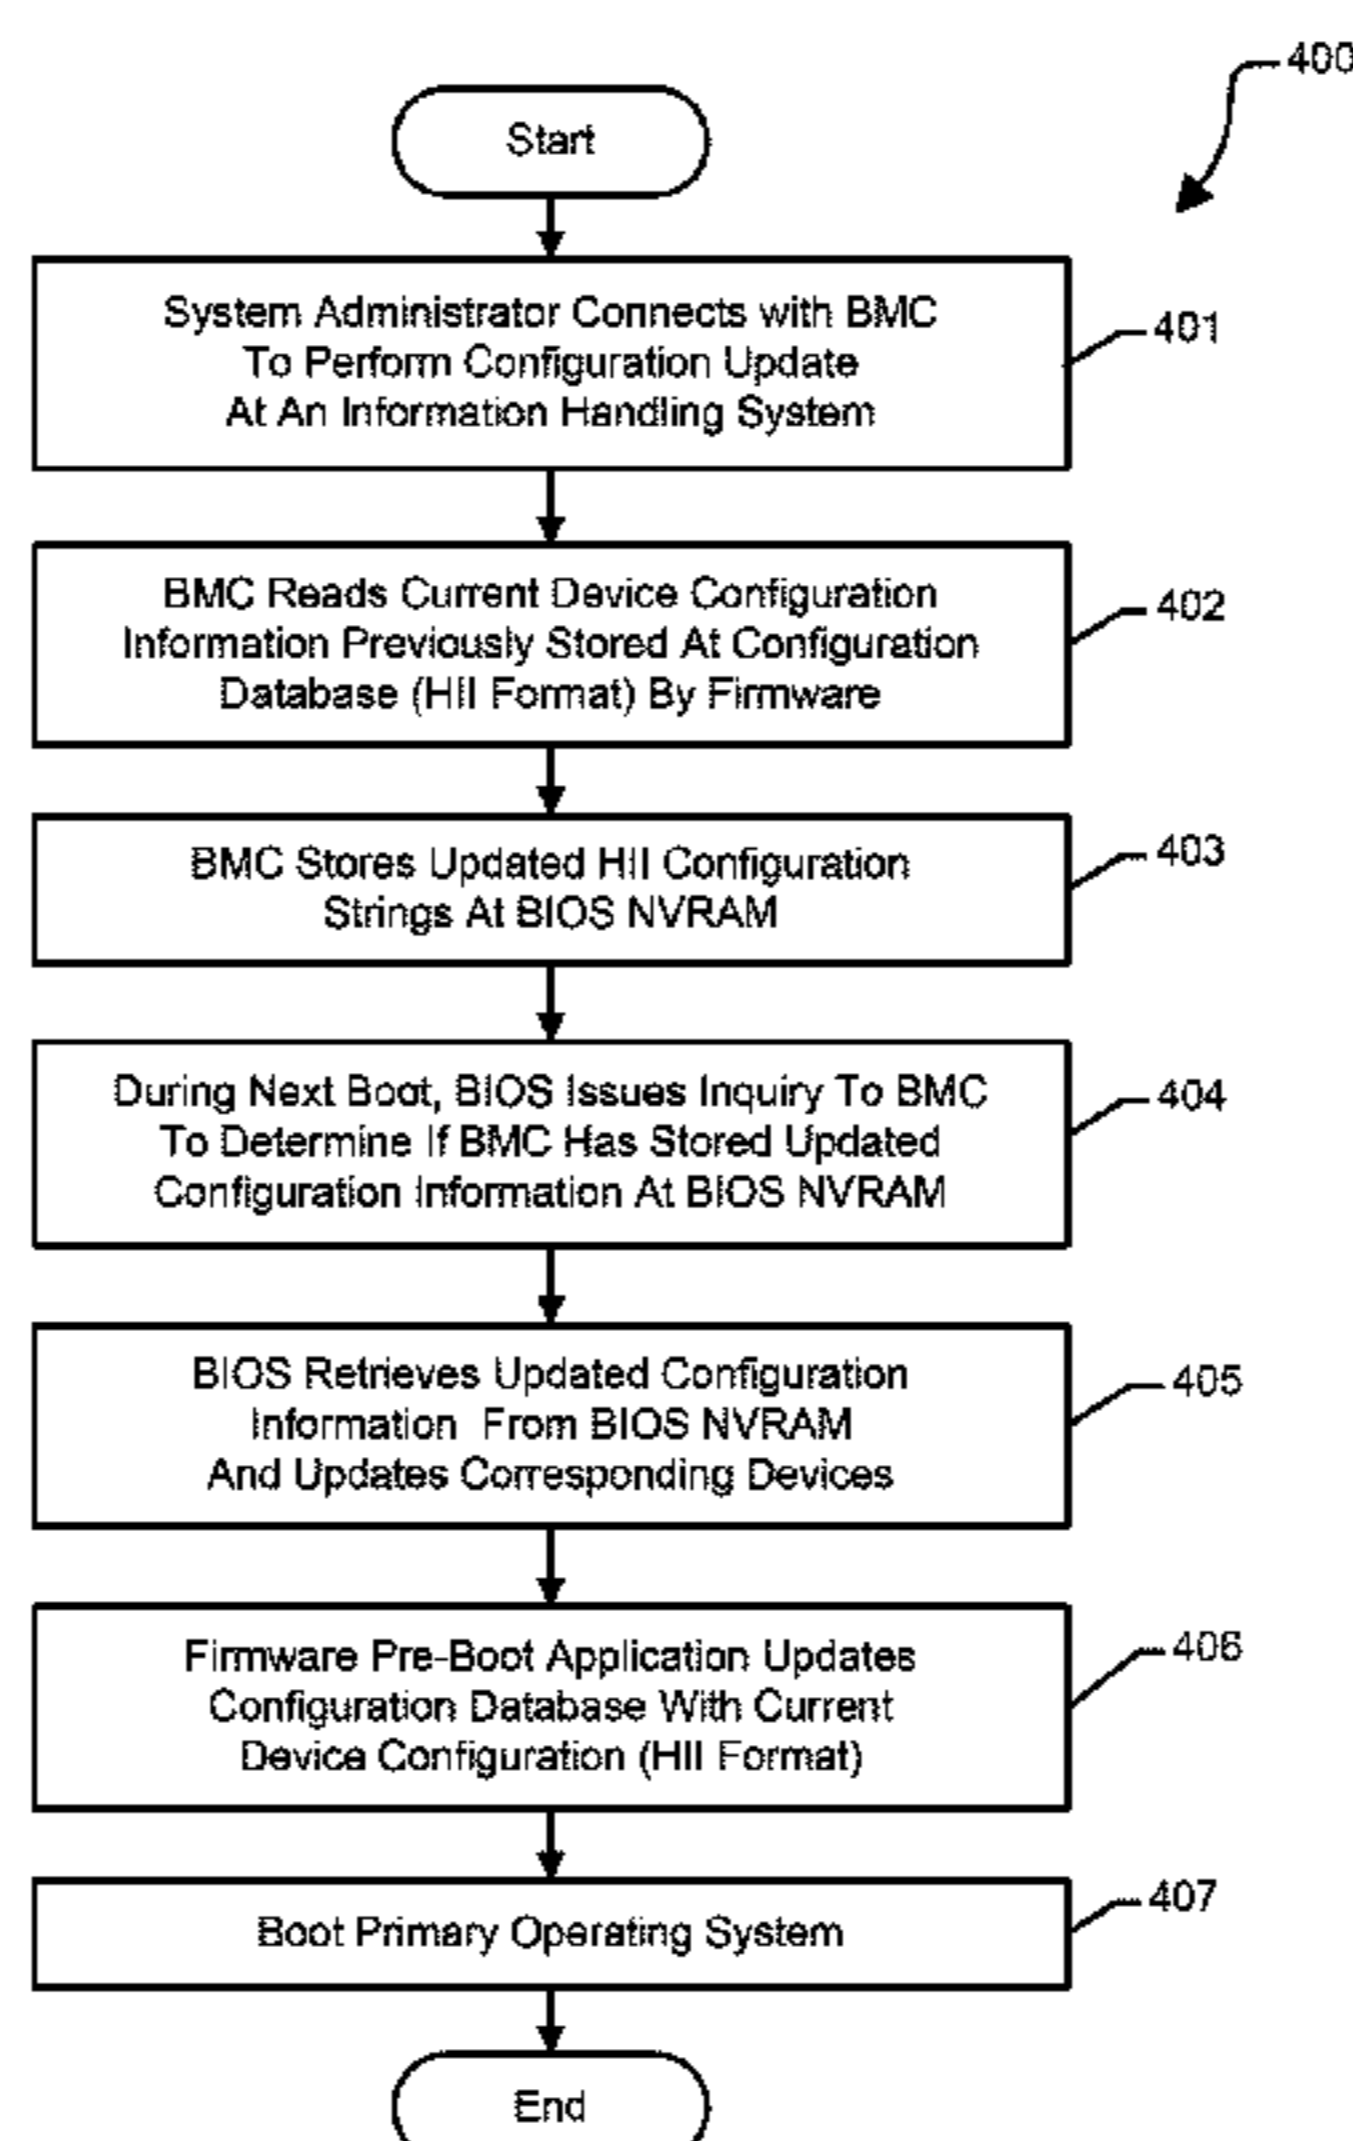 400
Start
System Administrator Connects with BMC
To Perform Configuration Update
At An Information Handling System
401
BMC Reads Current Device Configuration
Information Previously Stored At Configuration
Database (HII Format) By Firmware
402
BMC Stores Updated HII Configuration
Strings At BIOS NVRAM
403
During Next Boot, BIOS Issues Inquiry To BMC
To Determine If BMC Has Stored Updated
Configuration Information At BIOS NVRAM
404
BIOS Retrieves Updated Configuration
Information From BIOS NVRAM
And Updates Corresponding Devices
405
Firmware Pre-Boot Application Updates
Configuration Database With Current
Device Configuration (HII Format)
406
Boot Primary Operating System
407
End